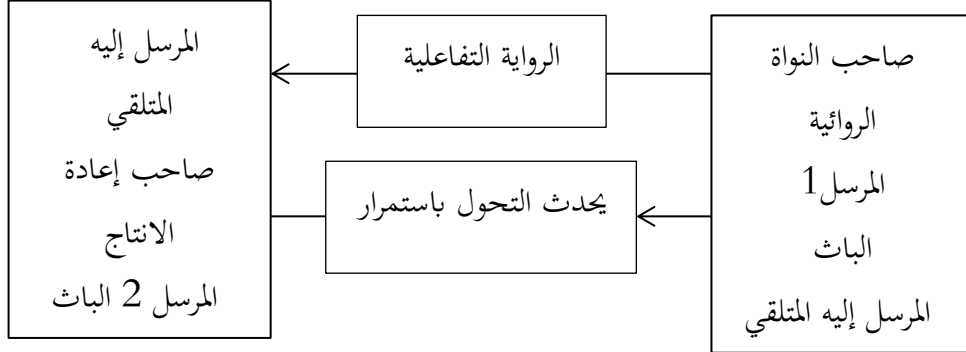 صاحب النواة
الروائية
المرسل1
الباث
المرسل إليه المتلقي
الرواية التفاعلية
يحدث التحول باستمرار
المرسل إليه
المتلقي
صاحب إعادة
الانتاج
المرسل 2 الباث